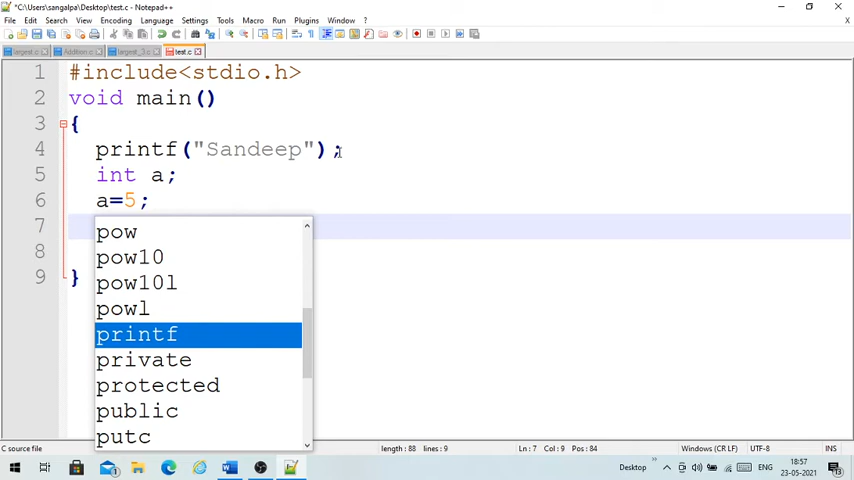 *C:\Users\sangalpa\Desktop\test.c - Notepad++
File Edit Search View Encoding Language Settings Tools Macro Run Plugins Window ?
largest.c Addition.c largest_3.c test.c
1 #include<stdio.h>
2 void main()
3 {
4 printf("Sandeep");
5 int a;
6 a=5;
7
8
9 }
pow
pow10
pow10l
powl
printf
private
protected
public
putc
C source file length : 88 lines : 9 Ln : 7 Col : 9 Pos : 84 Windows (CR LF) UTF-8 INS
Desktop ENG 18:57
23-05-2021